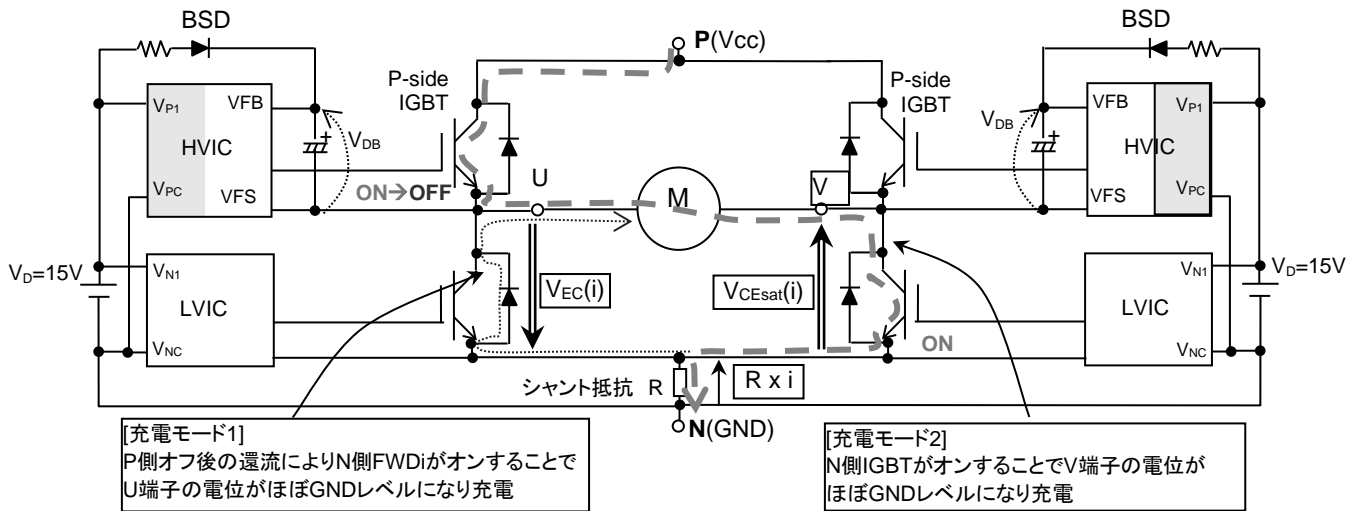 BSD
BSD
P(Vcc)
P-side
IGBT
P-side
IGBT
VP1
VFB
HVIC
VPC
VFS
VDB
ON→OFF
U
M
V
VDB
VFB
VP1
HVIC
VPC
VFS
VD=15V
VN1
LVIC
VNC
VEC(i)
VCEsat(i)
ON
VN1
LVIC
VNC
VD=15V
シャント抵抗 R
R x i
N(GND)
[充電モード1]
P側オフ後の還流によりN側FWDiがオンすることで
U端子の電位がほぼGNDレベルになり充電
[充電モード2]
N側IGBTがオンすることでV端子の電位が
ほぼGNDレベルになり充電